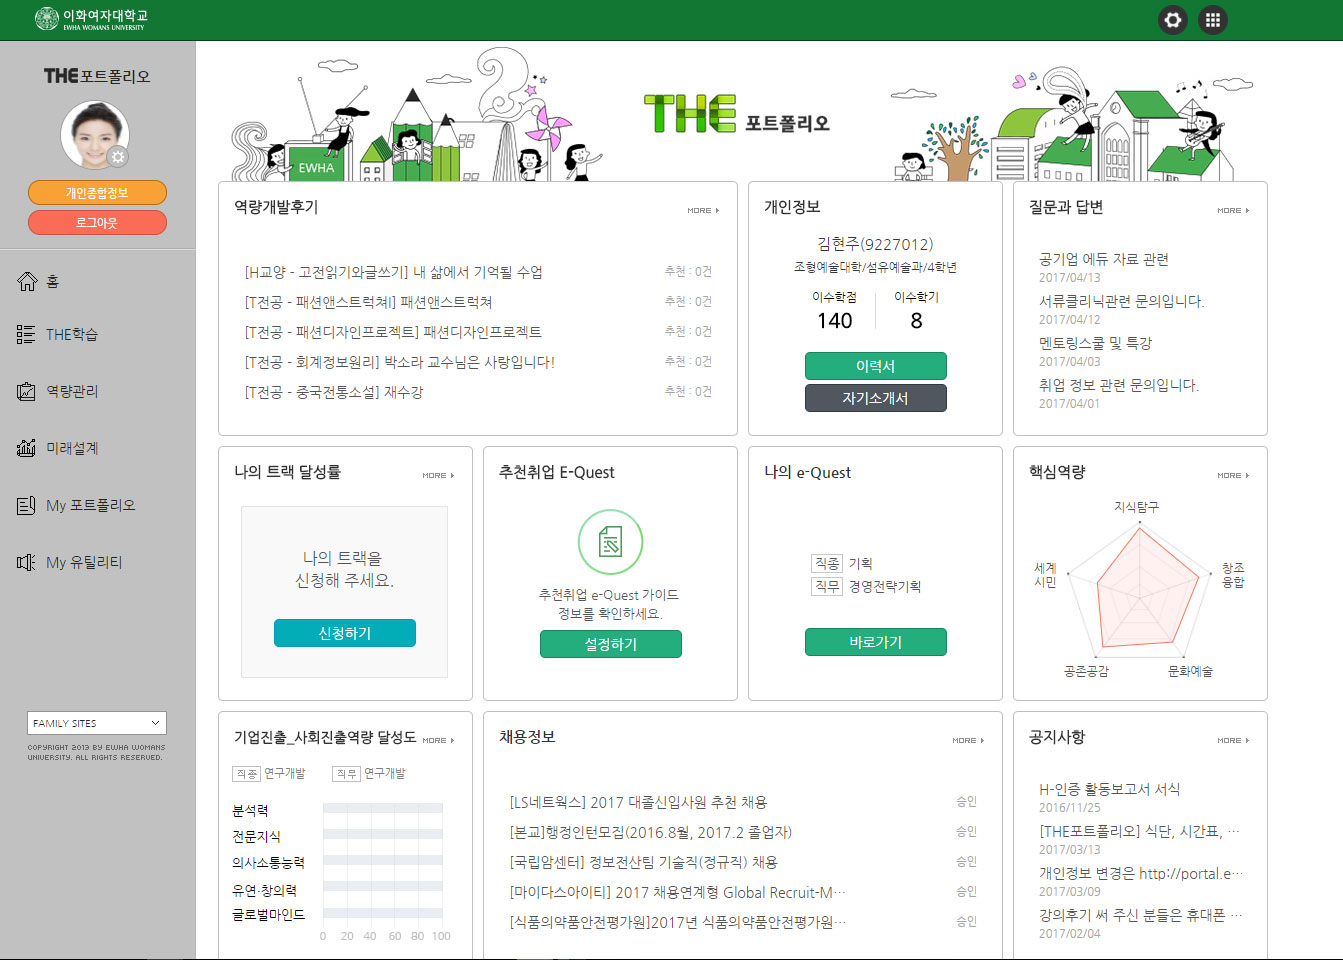 이화여자대학교
EWHA WOMANS UNIVERSITY
THE포트폴리오
개인종합정보
로그아웃
홈
THE학습
역량관리
미래설계
My 포트폴리오
My 유틸리티
FAMILY SITES
COPYRIGHT 2013 BY EWHA WOMANS
UNIVERSITY. ALL RIGHTS RESERVED.
EWHA
THE 포트폴리오
역량개발후기
MORE
[H교양 - 고전읽기와글쓰기] 내 삶에서 기억될 수업
추천 : 0건
[T전공 - 패션앤스트럭쳐I] 패션앤스트럭쳐
추천 : 0건
[T전공 - 패션디자인프로젝트] 패션디자인프로젝트
추천 : 0건
[T전공 - 회계정보원리] 박소라 교수님은 사랑입니다!
추천 : 0건
[T전공 - 중국전통소설] 재수강
추천 : 0건
개인정보
김현주(9227012)
조형예술대학/섬유예술과/4학년
이수학점
이수학기
140
8
이력서
자기소개서
질문과 답변
MORE
공기업 에듀 자료 관련
2017/04/13
서류클리닉관련 문의입니다.
2017/04/12
멘토링스쿨 및 특강
2017/04/03
취업 정보 관련 문의입니다.
2017/04/01
나의 트랙 달성률
MORE
나의 트랙을
신청해 주세요.
신청하기
추천취업 E-Quest
추천취업 e-Quest 가이드
정보를 확인하세요.
설정하기
나의 e-Quest
직종 기획
직무 경영전략기획
바로가기
핵심역량
MORE
지식탐구
세계
시민
창조
융합
공존공감
문화예술
기업진출_사회진출역량 달성도
MORE
직종 연구개발
직무 연구개발
분석력
전문지식
의사소통능력
유연·창의력
글로벌마인드
0 20 40 60 80 100
채용정보
MORE
[LS네트웍스] 2017 대졸신입사원 추천 채용
승인
[본교]행정인턴모집(2016.8월, 2017.2 졸업자)
승인
[국립암센터] 정보전산팀 기술직(정규직) 채용
승인
[마이다스아이티] 2017 채용연계형 Global Recruit-M…
승인
[식품의약품안전평가원]2017년 식품의약품안전평가원…
승인
공지사항
MORE
H-인증 활동보고서 서식
2016/11/25
[THE포트폴리오] 식단, 시간표, …
2017/03/13
개인정보 변경은 http://portal.e…
2017/03/09
강의후기 써 주신 분들은 휴대폰 …
2017/02/04